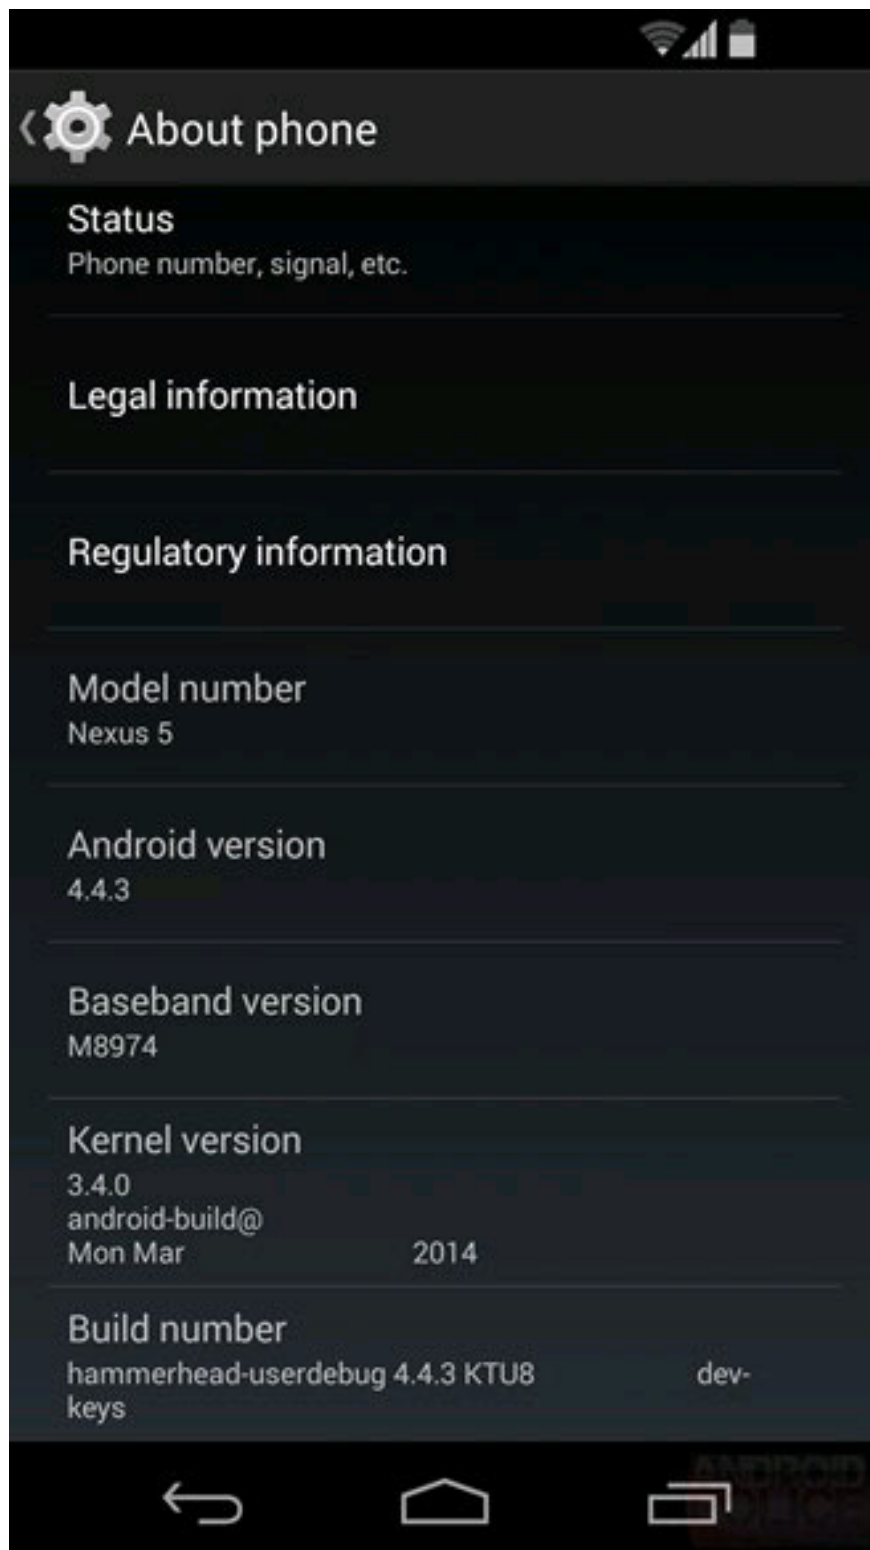 About phone
Status
Phone number, signal, etc.
Legal information
Regulatory information
Model number
Nexus 5
Android version
4.4.3
Baseband version
M8974
Kernel version
3.4.0
android-build@
Mon Mar 2014
Build number
hammerhead-userdebug 4.4.3 KTU8 dev-
keys
ANDROID
POLICE